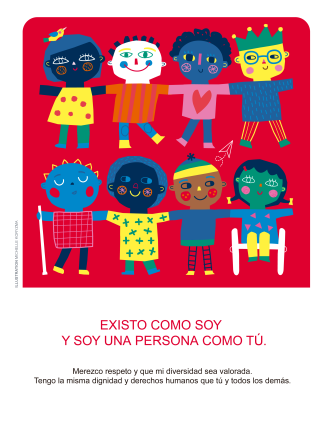 EXISTO COMO SOY
Y SOY UNA PERSONA COMO TÚ.
Merezco respeto y que mi diversidad sea valorada.
Tengo la misma dignidad y derechos humanos que tú y todos los demás.